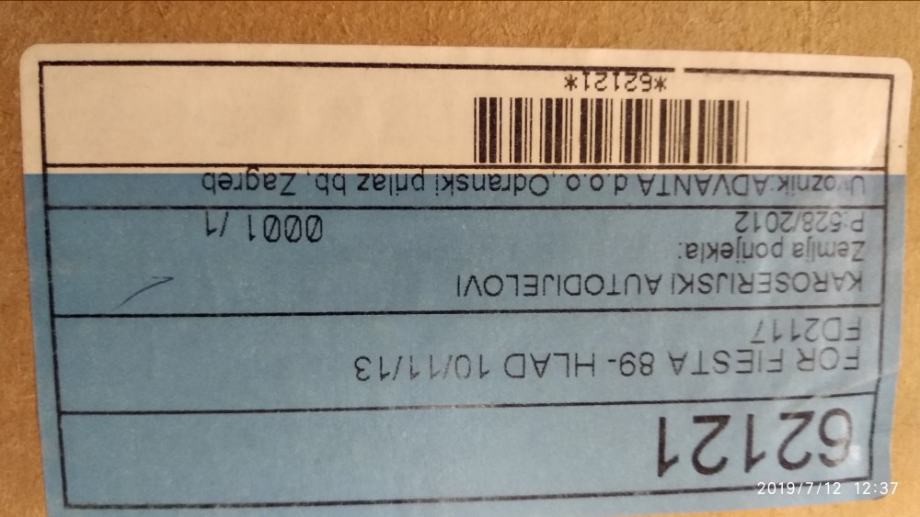 62121
FOR FIESTA 89- HLAD 10/11/13
FD2117
KAROSERIJSKI AUTODIJELOVI
Zemlja porijekla:
P:528/2012 0001 /1
Uvoznik:ADVANTA d.o.o.,Odranski prilaz bb, Zagreb
*62121*
2019/7/12 12:37